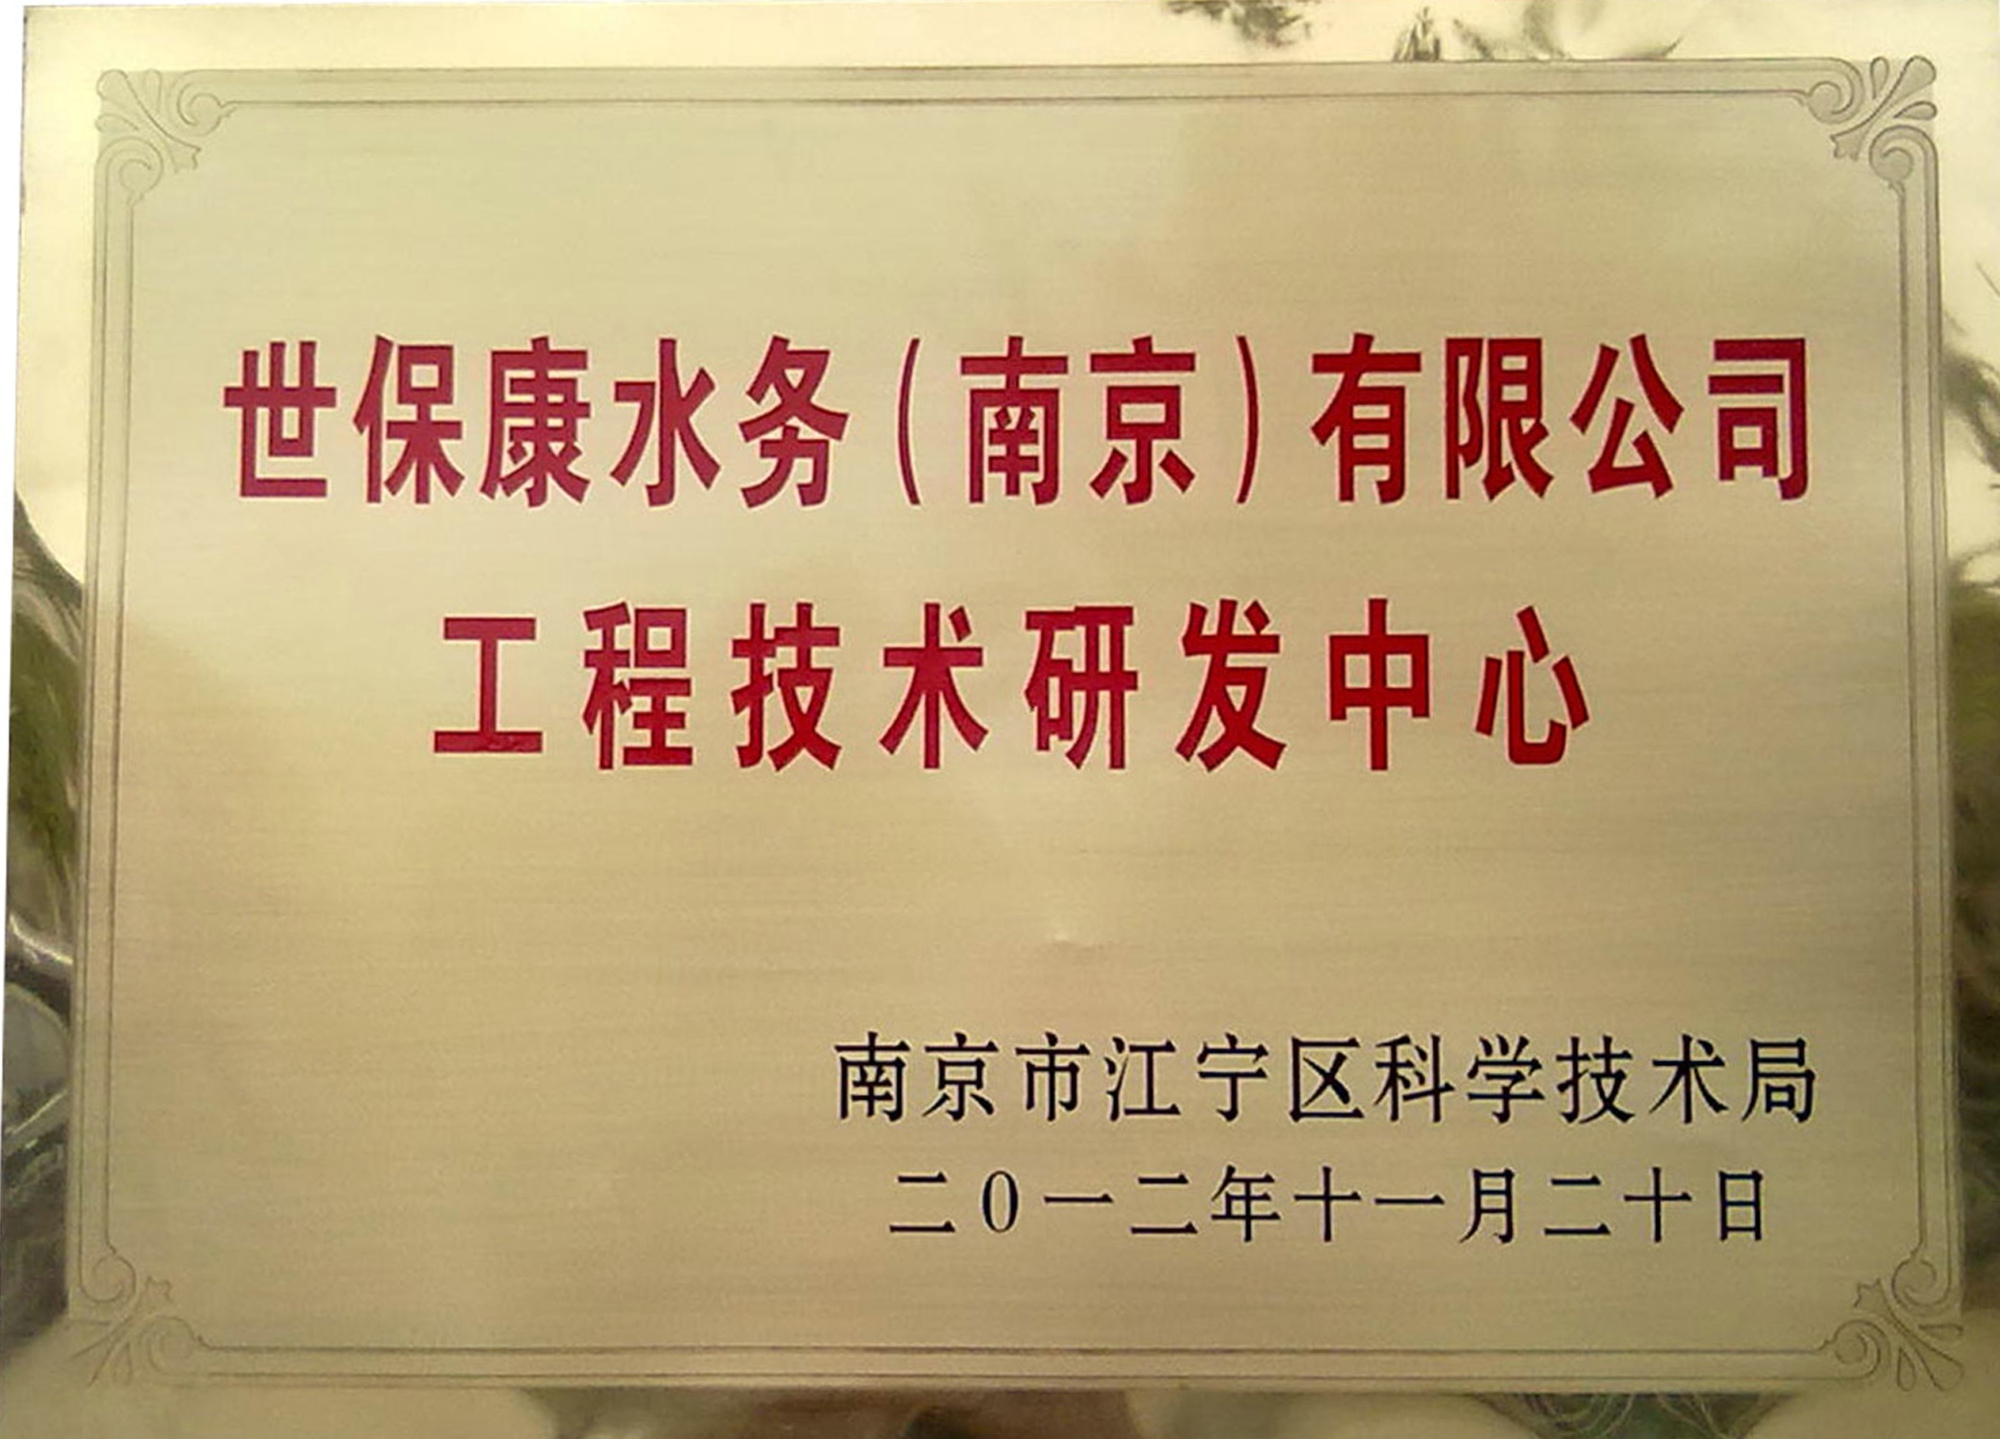 世保康水务（南京）有限公司
工程技术研发中心
南京市江宁区科学技术局
二0一二年十一月二十日